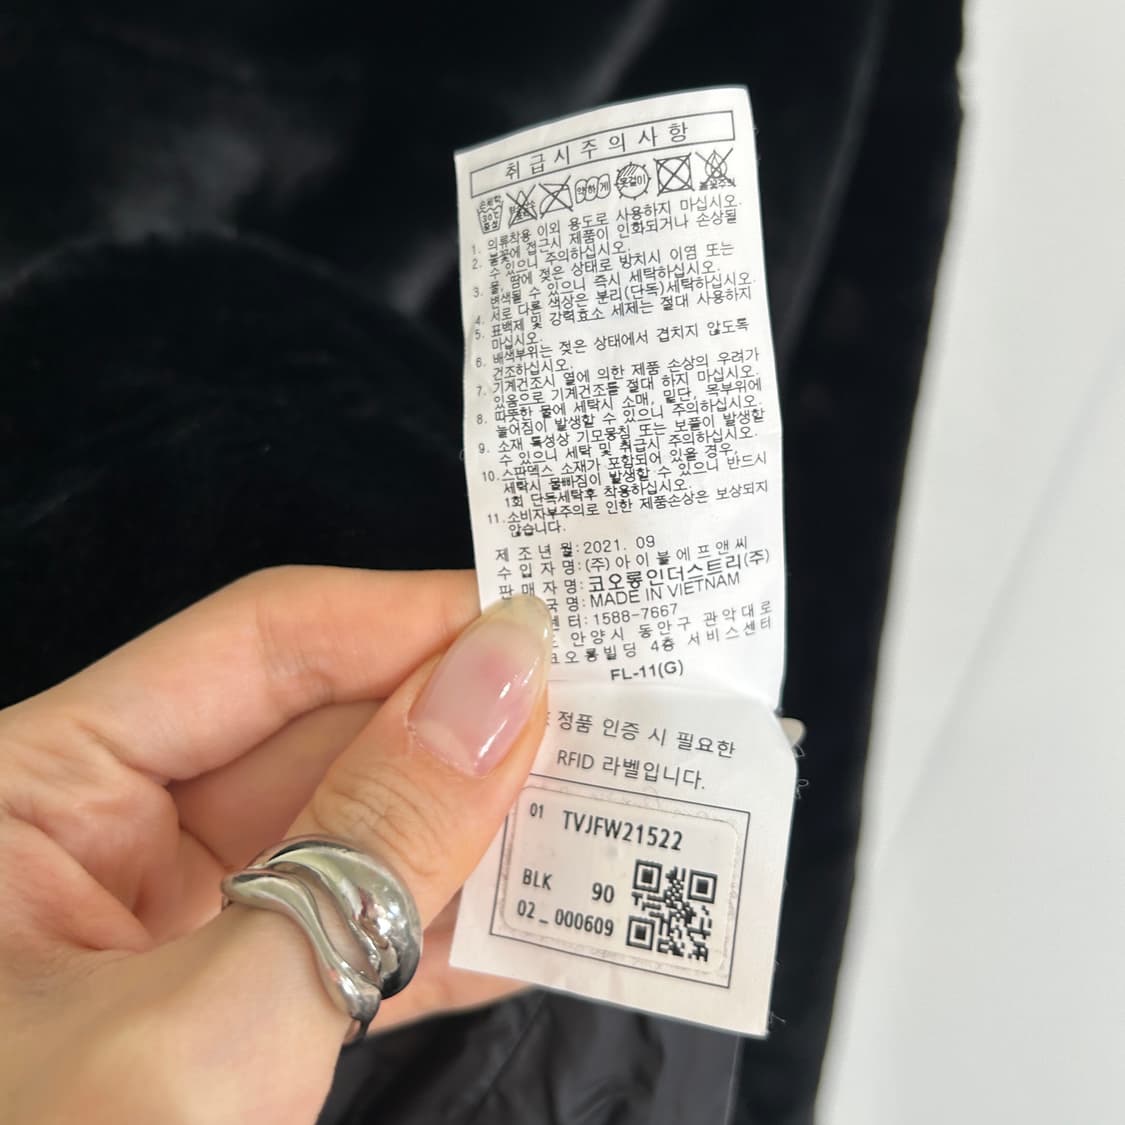 취급시주의사항
약하게 옷걸이
1. 의류착용 이외 용도로 사용하지 마십시오.
2. 불꽃에 접근시 제품이 인화되거나 손상될
수 있으니 주의하십시오.
3. 물, 땀에 젖은 상태로 방치시 이염 또는
변색될 수 있으니 즉시 세탁하십시오.
4. 서로 다른 색상은 분리(단독)세탁하십시오.
5. 표백제 및 강력효소 세제는 절대 사용하지
마십시오.
6. 배색부위는 젖은 상태에서 겹치지 않도록
건조하십시오.
7. 기계건조시 열에 의한 제품 손상의 우려가
있음으로 기계건조를 절대 하지 마십시오.
8. 따뜻한 물에 세탁시 소매, 밑단, 목부위에
늘어짐이 발생할 수 있으니 주의하십시오.
9. 소재 특성상 기모뭉침 또는 보풀이 발생할
수 있으니 세탁 및 취급시 주의하십시오.
10. 스판덱스 소재가 포함되어 있을 경우,
세탁시 물빠짐이 발생할 수 있으니 반드시
1회 단독세탁후 착용하십시오.
11. 소비자부주의로 인한 제품손상은 보상되지
않습니다.
제 조 년 월:2021. 09
수 입 자 명:(주)아이블에프앤씨
판 매 자 명:코오롱인더스트리(주)
국 명:MADE IN VIETNAM
터:1588-7667
안양시 동안구 관악대로
코오롱빌딩 4층 서비스센터
FL-11(G)
정품 인증 시 필요한
RFID 라벨입니다.
01 TVJFW21522
BLK 90
02_000609